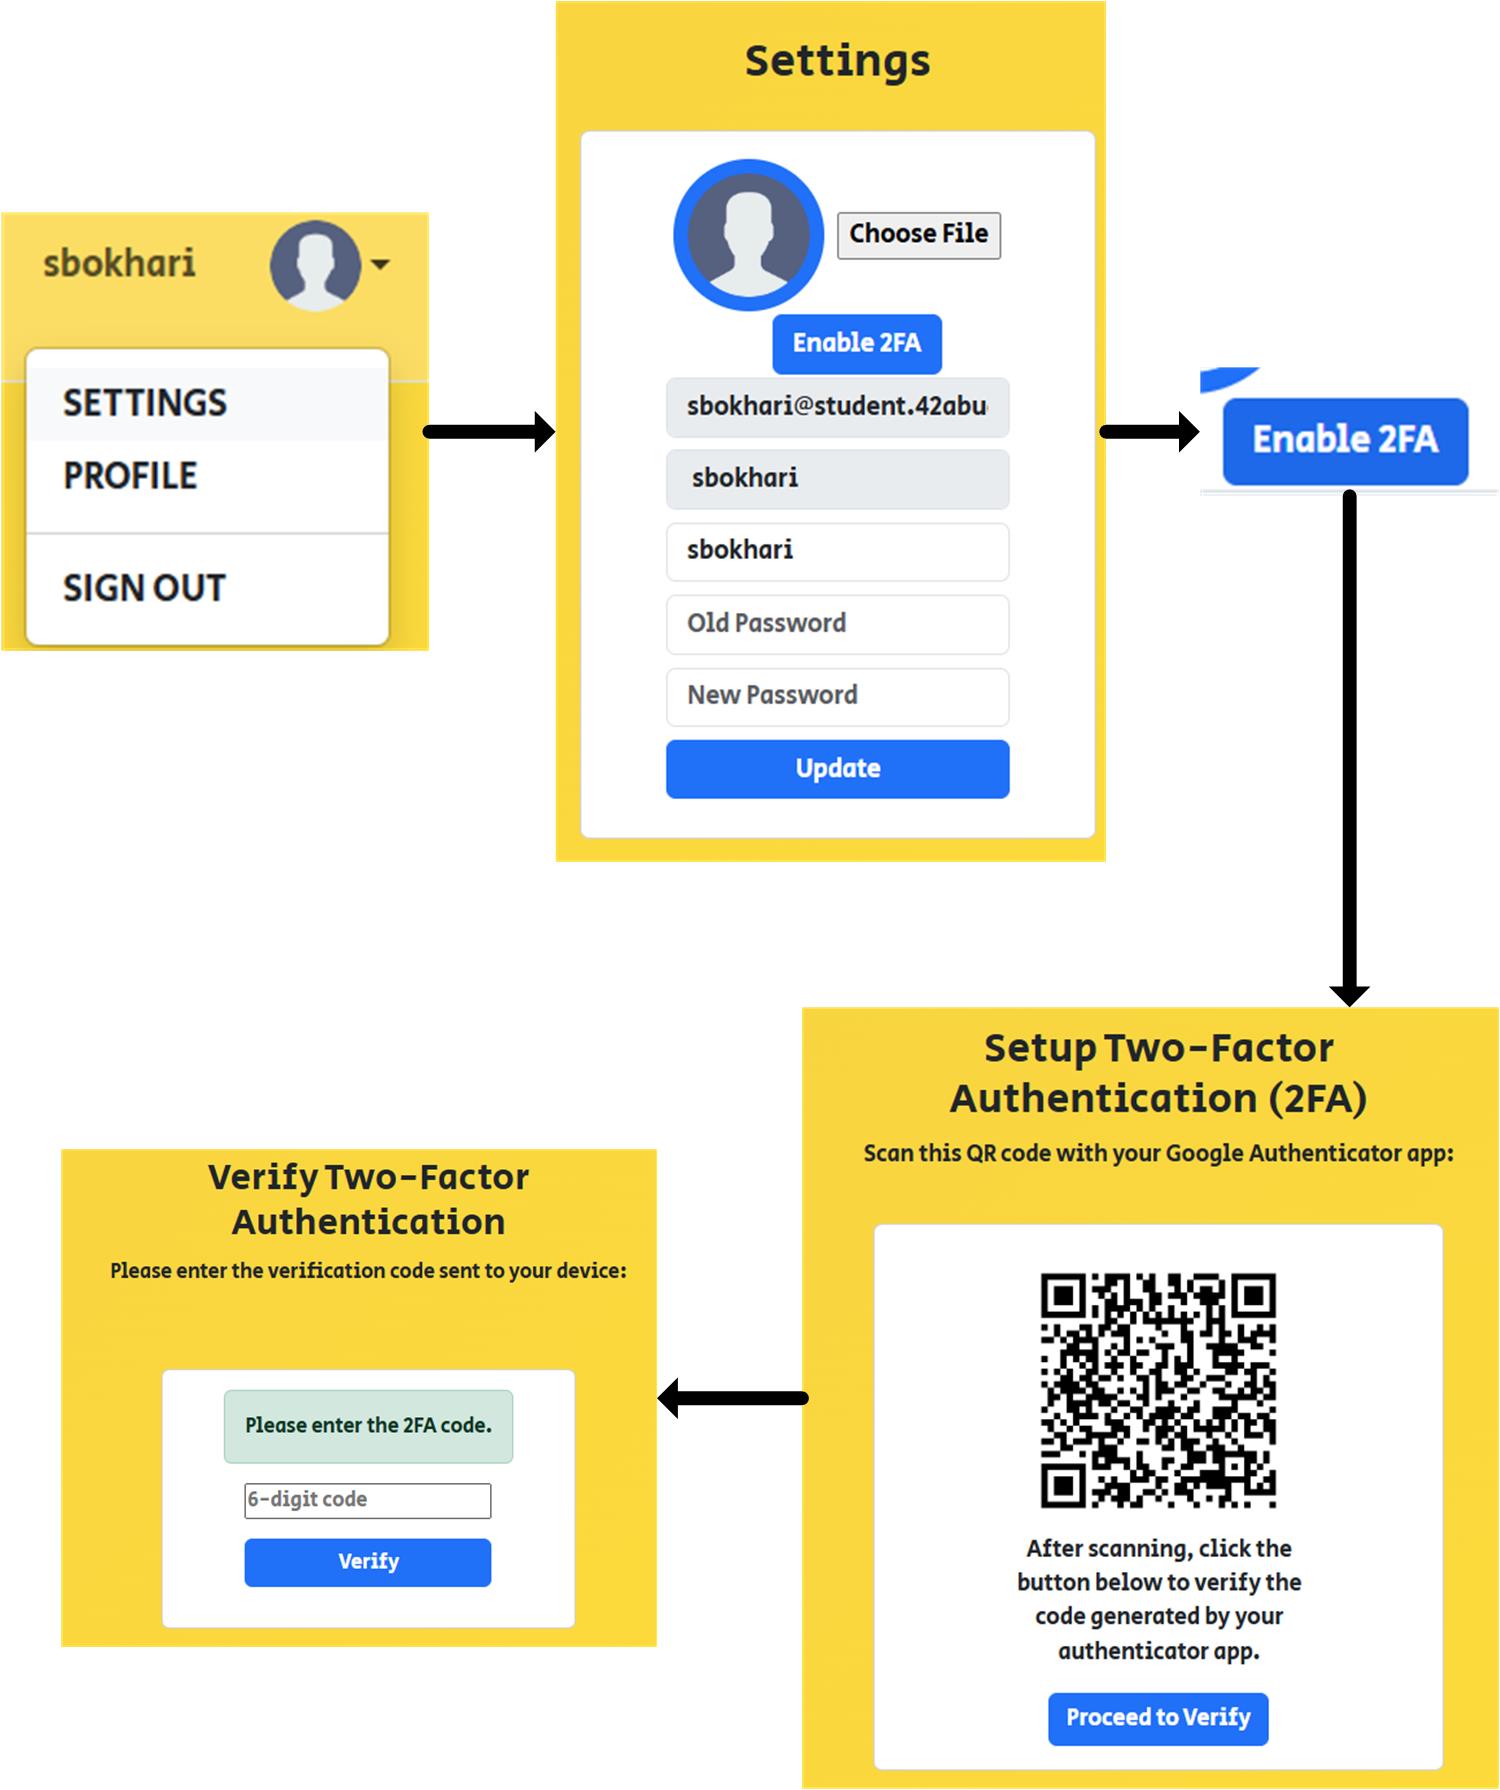 sbokhari
SETTINGS
PROFILE
SIGN OUT
Settings
Choose File
Enable 2FA
sbokhari@student.42abu
sbokhari
sbokhari
Old Password
New Password
Update
Enable 2FA
Setup Two-Factor
Authentication (2FA)
Scan this QR code with your Google Authenticator app:
After scanning, click the
button below to verify the
code generated by your
authenticator app.
Proceed to Verify
Verify Two-Factor
Authentication
Please enter the verification code sent to your device:
Please enter the 2FA code.
6-digit code
Verify